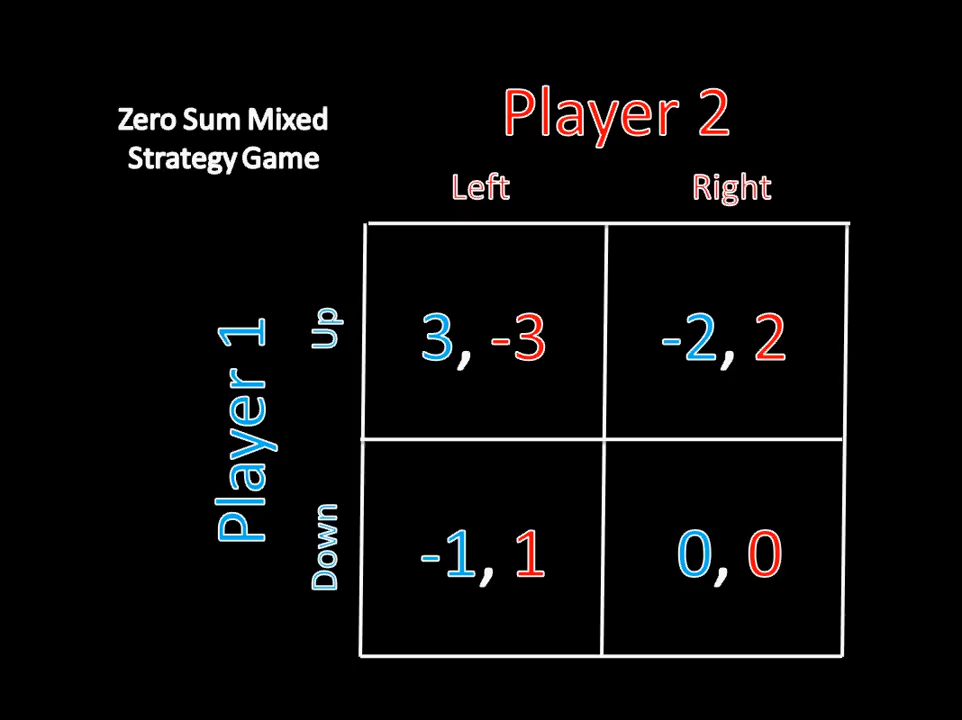 Zero Sum Mixed
Strategy Game
Player 2
Left
Right
Player 1
Up
3, -3
-2, 2
Down
-1, 1
0, 0